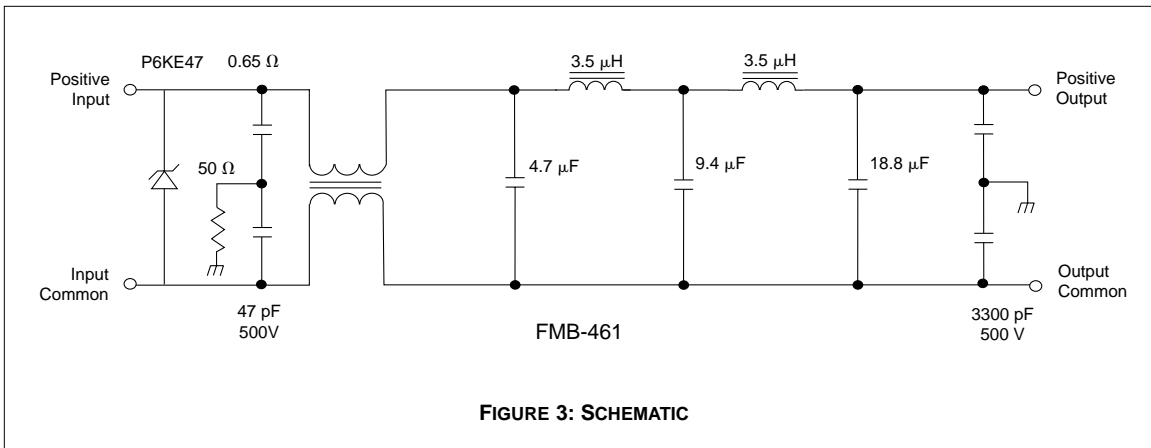 P6KE47 0.65 Ω
3.5 μH
3.5 μH
Positive
Input
Positive
Output
50 Ω
4.7 μF
9.4 μF
18.8 μF
Input
Common
Output
Common
47 pF
500V
FMB-461
3300 pF
500 V
FIGURE 3: SCHEMATIC